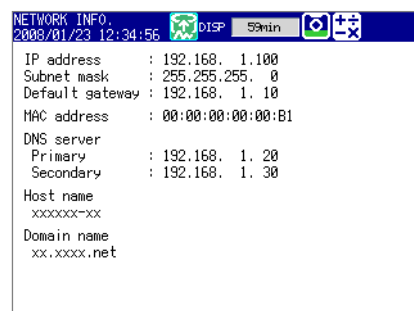 NETWORK INFO.
2008/01/23 12:34:56 DISP 59min
IP address : 192.168. 1.100
Subnet mask : 255.255.255. 0
Default gateway : 192.168. 1. 10
MAC address : 00:00:00:00:00:B1
DNS server
Primary : 192.168. 1. 20
Secondary : 192.168. 1. 30
Host name
xxxxxx-xx
Domain name
xx.xxxx.net